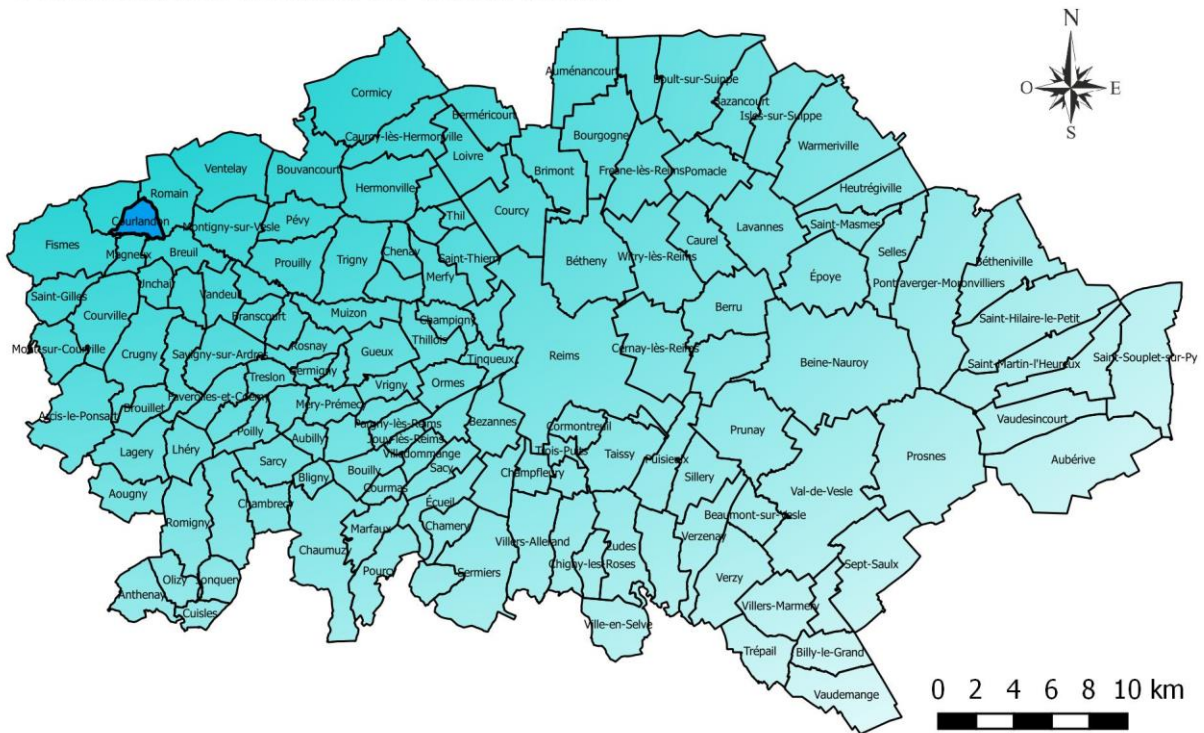 N
O E
S
Cormicy
Auménancourt
Boult-sur-Suippe
Bazancourt
Isles-sur-Suippe
Bermericourt
Cauroy-lès-Hermonville
Bourgogne
Warmeriville
Loivre
Ventelay
Bouvancourt
Brimont
Fresne-lès-Reims
Pomacle
Hermonville
Heutrégiville
Romain
Courlandon
Thil
Courcy
Pévy
Montigny-sur-Vesle
Lavannes
Saint-Masmes
Caurel
Fismes
Magneux
Breuil
Prouilly
Trigny
Chenay
Saint-Thierry
Bétheny
Witry-lès-Reims
Selles
Bétheniville
Époye
Merfy
Unchair
Pontfaverger-Moronvilliers
Saint-Gilles
Vandeuil
Courville
Branscourt
Muizon
Champigny
Berru
Saint-Hilaire-le-Petit
Thillois
Mont-sur-Courville
Crugny
Savigny-sur-Ardres
Rosnay
Gueux
Tinqueux
Reims
Cernay-lès-Reims
Beine-Nauroy
Saint-Martin-l'Heureux
Saint-Souplet-sur-Py
Germigny
Treslon
Vrigny
Ormes
Faverolles-et-Coëmy
Méry-Prémecy
Arcis-le-Ponsart
Brouillet
Vaudesincourt
Pargny-lès-Reims
Bezannes
Cormontreuil
Prunay
Poilly
Aubilly
Jouy-lès-Reims
Lagery
Lhéry
Villedommange
Trois-Puits
Taissy
Puisieulx
Prosnes
Aubérive
Sarcy
Bouilly
Sacy
Champfleury
Bligny
Sillery
Courmas
Val-de-Vesle
Aougny
Chambrecy
Écueil
Beaumont-sur-Vesle
Romigny
Marfaux
Chamery
Verzenay
Chaumuzy
Villers-Allerand
Ludes
Sept-Saulx
Pourcy
Sermiers
Chigny-les-Roses
Verzy
Olizy
Jonquery
Anthenay
Villers-Marmery
Cuisles
Ville-en-Selve
Trépail
Billy-le-Grand
Vaudemange
0 2 4 6 8 10 km